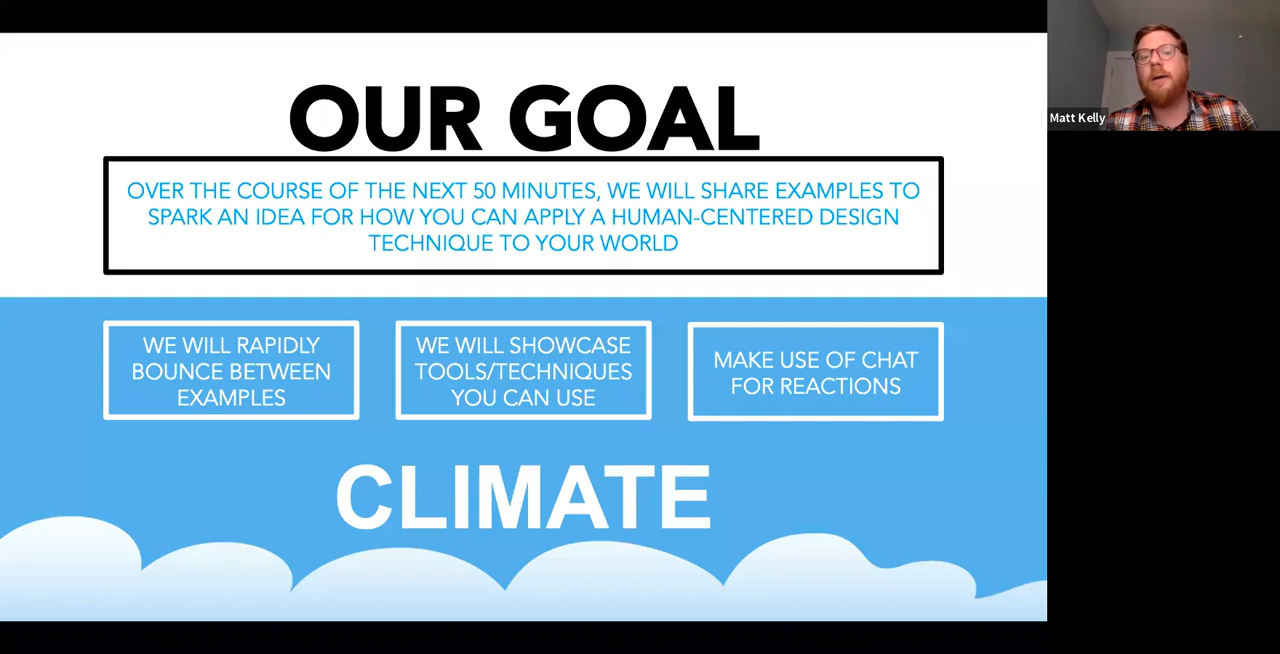 OUR GOAL
OVER THE COURSE OF THE NEXT 50 MINUTES, WE WILL SHARE EXAMPLES TO
SPARK AN IDEA FOR HOW YOU CAN APPLY A HUMAN-CENTERED DESIGN
TECHNIQUE TO YOUR WORLD
WE WILL RAPIDLY
BOUNCE BETWEEN
EXAMPLES
WE WILL SHOWCASE
TOOLS/TECHNIQUES
YOU CAN USE
MAKE USE OF CHAT
FOR REACTIONS
CLIMATE
Matt Kelly